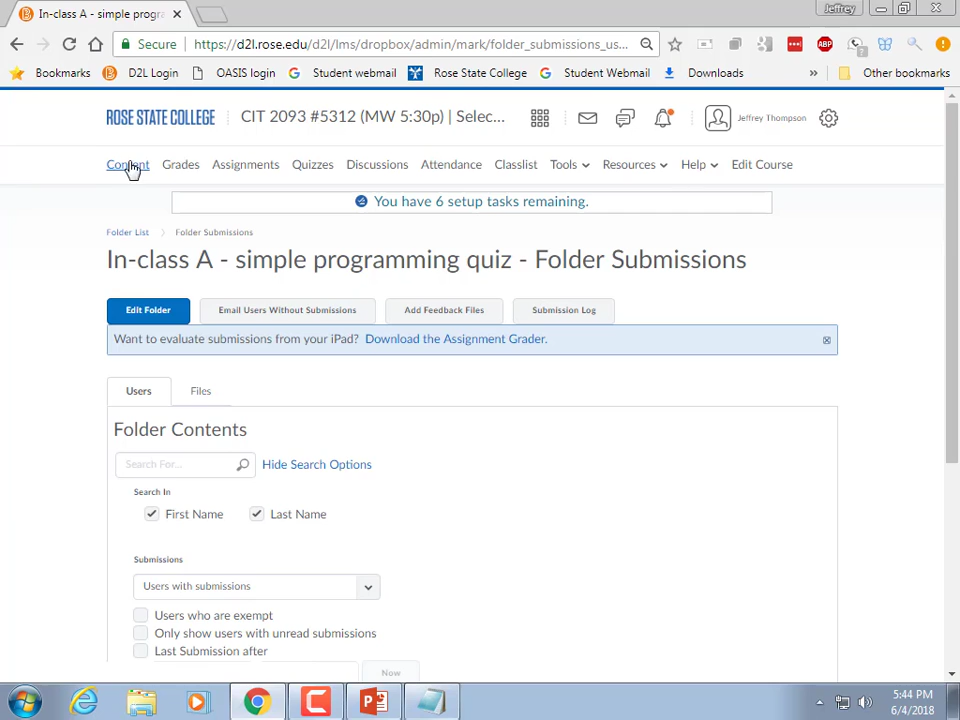 In-class A - simple progra
Jeffrey
Secure
https://d2l.rose.edu/d2l/lms/dropbox/admin/mark/folder_submissions_us...
ABP
Bookmarks
D2L Login
OASIS login
Student webmail
Rose State College
Student Webmail
Downloads
»
Other bookmarks
ROSE STATE COLLEGE
CIT 2093 #5312 (MW 5:30p) | Selec...
Jeffrey Thompson
Content
Grades
Assignments
Quizzes
Discussions
Attendance
Classlist
Tools
Resources
Help
Edit Course
You have 6 setup tasks remaining.
Folder List
Folder Submissions
In-class A - simple programming quiz - Folder Submissions
Edit Folder
Email Users Without Submissions
Add Feedback Files
Submission Log
Want to evaluate submissions from your iPad? Download the Assignment Grader.
Users
Files
Folder Contents
Search For...
Hide Search Options
Search In
First Name
Last Name
Submissions
Users with submissions
Users who are exempt
Only show users with unread submissions
Last Submission after
Now
5:44 PM
6/4/2018